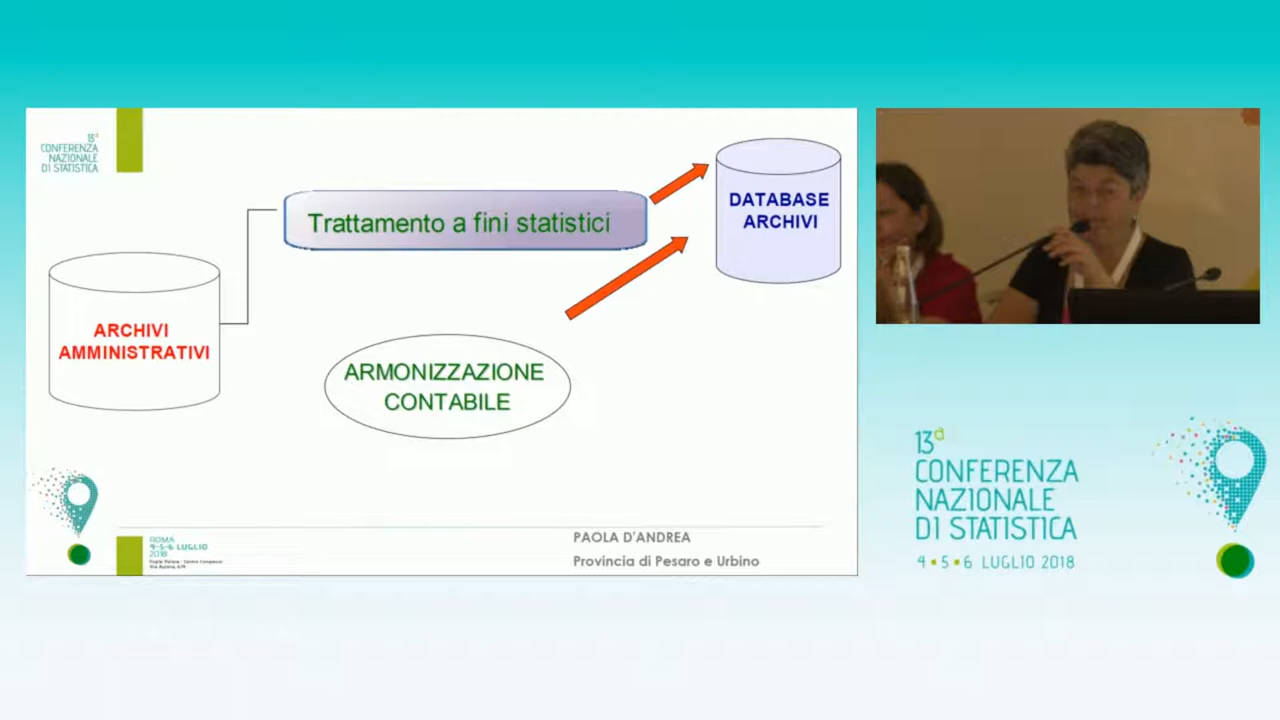 13a
CONFERENZA
NAZIONALE
DI STATISTICA
Trattamento a fini statistici
DATABASE
ARCHIVI
ARCHIVI
AMMINISTRATIVI
ARMONIZZAZIONE
CONTABILE
ROMA
4-5-6 LUGLIO
2018
PAOLA D'ANDREA
Provincia di Pesaro e Urbino
13a
CONFERENZA
NAZIONALE
DI STATISTICA
4•5•6 LUGLIO 2018